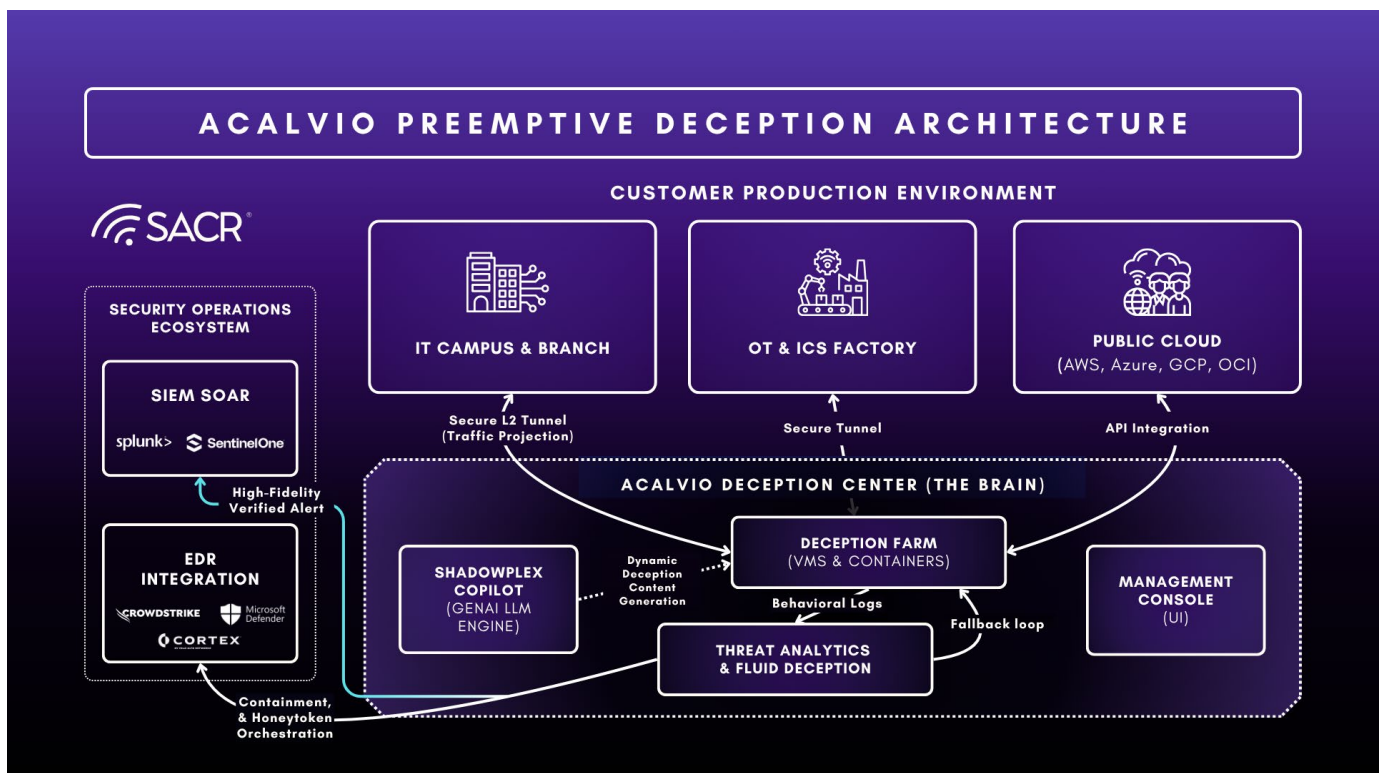 ACALVIO PREEMPTIVE DECEPTION ARCHITECTURE
CUSTOMER PRODUCTION ENVIRONMENT
SACR®
IT CAMPUS & BRANCH
OT & ICS FACTORY
PUBLIC CLOUD
(AWS, Azure, GCP, OCI)
SECURITY OPERATIONS
ECOSYSTEM
SIEM SOAR
splunk>
SentinelOne
High-Fidelity
Verified Alert
EDR
INTEGRATION
CROWDSTRIKE
Microsoft
Defender
CORTEX
Containment,
& Honeytoken
Orchestration
Secure L2 Tunnel
(Traffic Projection)
Secure Tunnel
API Integration
ACALVIO DECEPTION CENTER (THE BRAIN)
SHADOWPLEX
COPILOT
(GENAI LLM
ENGINE)
Dynamic
Deception
Content
Generation
DECEPTION FARM
(VMS & CONTAINERS)
Behavioral Logs
Fallback loop
THREAT ANALYTICS
& FLUID DECEPTION
MANAGEMENT
CONSOLE
(UI)